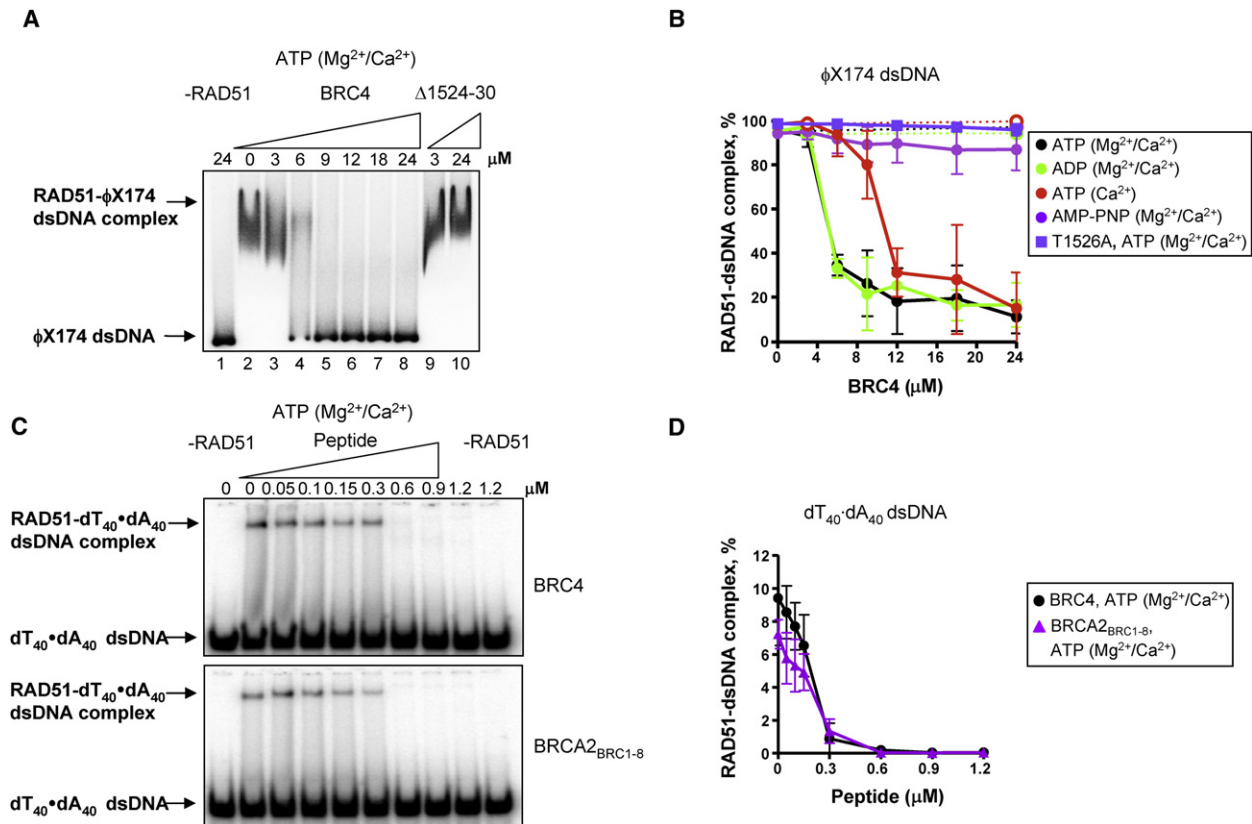 A
ATP (Mg2+/Ca2+)
-RAD51 BRC4 Δ1524-30
24 0 3 6 9 12 18 24 3 24 μM
RAD51-ϕX174
dsDNA complex
ϕX174 dsDNA
1 2 3 4 5 6 7 8 9 10
B
ϕX174 dsDNA
RAD51-dsDNA complex, %
100
80
60
40
20
0
0 4 8 12 16 20 24
BRC4 (μM)
ATP (Mg2+/Ca2+)
ADP (Mg2+/Ca2+)
ATP (Ca2+)
AMP-PNP (Mg2+/Ca2+)
T1526A, ATP (Mg2+/Ca2+)
C
ATP (Mg2+/Ca2+)
-RAD51 Peptide -RAD51
0 0 0.05 0.1 0.15 0.3 0.6 0.9 1.2 1.2 μM
RAD51-dT40•dA40
dsDNA complex
BRC4
dT40•dA40 dsDNA
RAD51-dT40•dA40
dsDNA complex
BRCA2BRC1-8
dT40•dA40 dsDNA
D
dT40·dA40 dsDNA
RAD51-dsDNA complex, %
12
10
8
6
4
2
0
0 0.3 0.6 0.9 1.2
Peptide (μM)
BRC4, ATP (Mg2+/Ca2+)
BRCA2BRC1-8,
ATP (Mg2+/Ca2+)